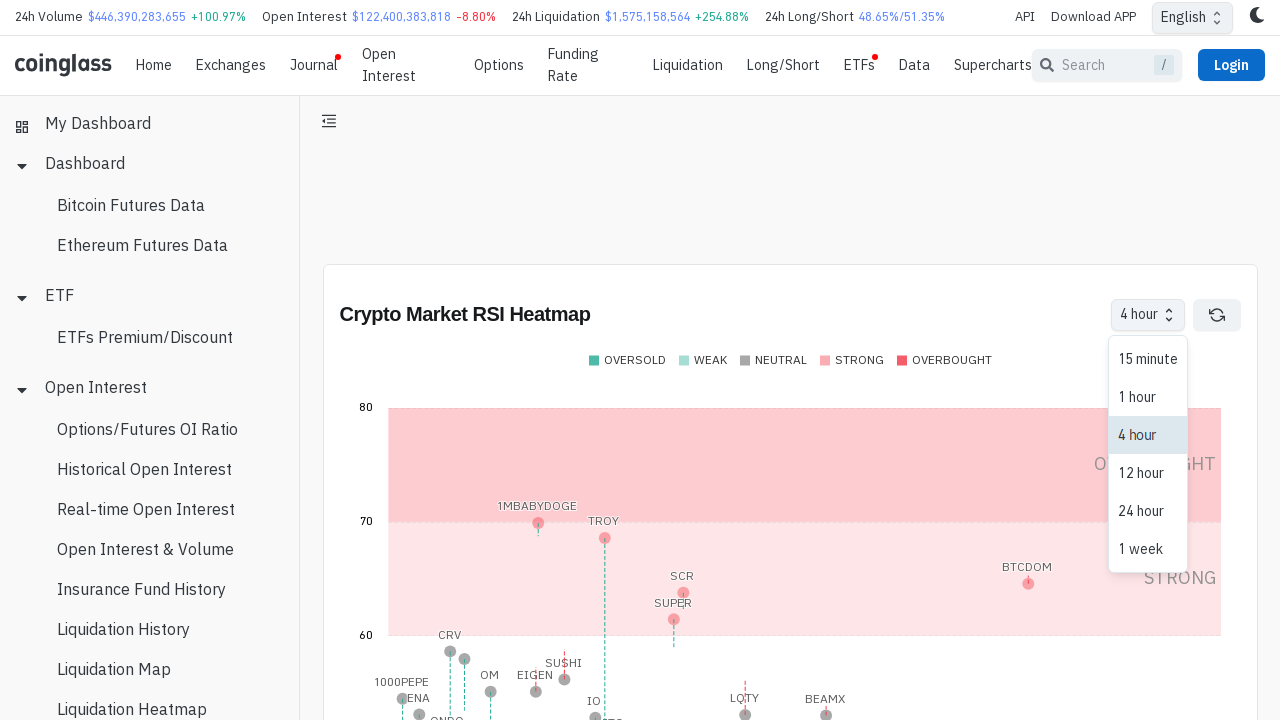 24h Volume $446,390,283,655 +100.97% Open Interest $122,400,383,818 -8.80% 24h Liquidation $1,575,158,564 +254.88% 24h Long/Short 48.65%/51.35% API Download APP English
coinglass Home Exchanges Journal Open Interest Options Funding Rate Liquidation Long/Short ETFs Data Supercharts Search / Login
My Dashboard
Dashboard
Bitcoin Futures Data
Ethereum Futures Data
ETF
ETFs Premium/Discount
Open Interest
Options/Futures OI Ratio
Historical Open Interest
Real-time Open Interest
Open Interest & Volume
Insurance Fund History
Liquidation History
Liquidation Map
Liquidation Heatmap
Crypto Market RSI Heatmap
4 hour
15 minute
1 hour
4 hour
12 hour
24 hour
1 week
OVERSOLD WEAK NEUTRAL STRONG OVERBOUGHT
80
70
60
STRONG
1MBABYDOGE
TROY
SCR
BTCDOM
SUPER
CRV
SUSHI
OM
EIGEN
1000PEPE
ENA
IO
LQTY
BEAMX